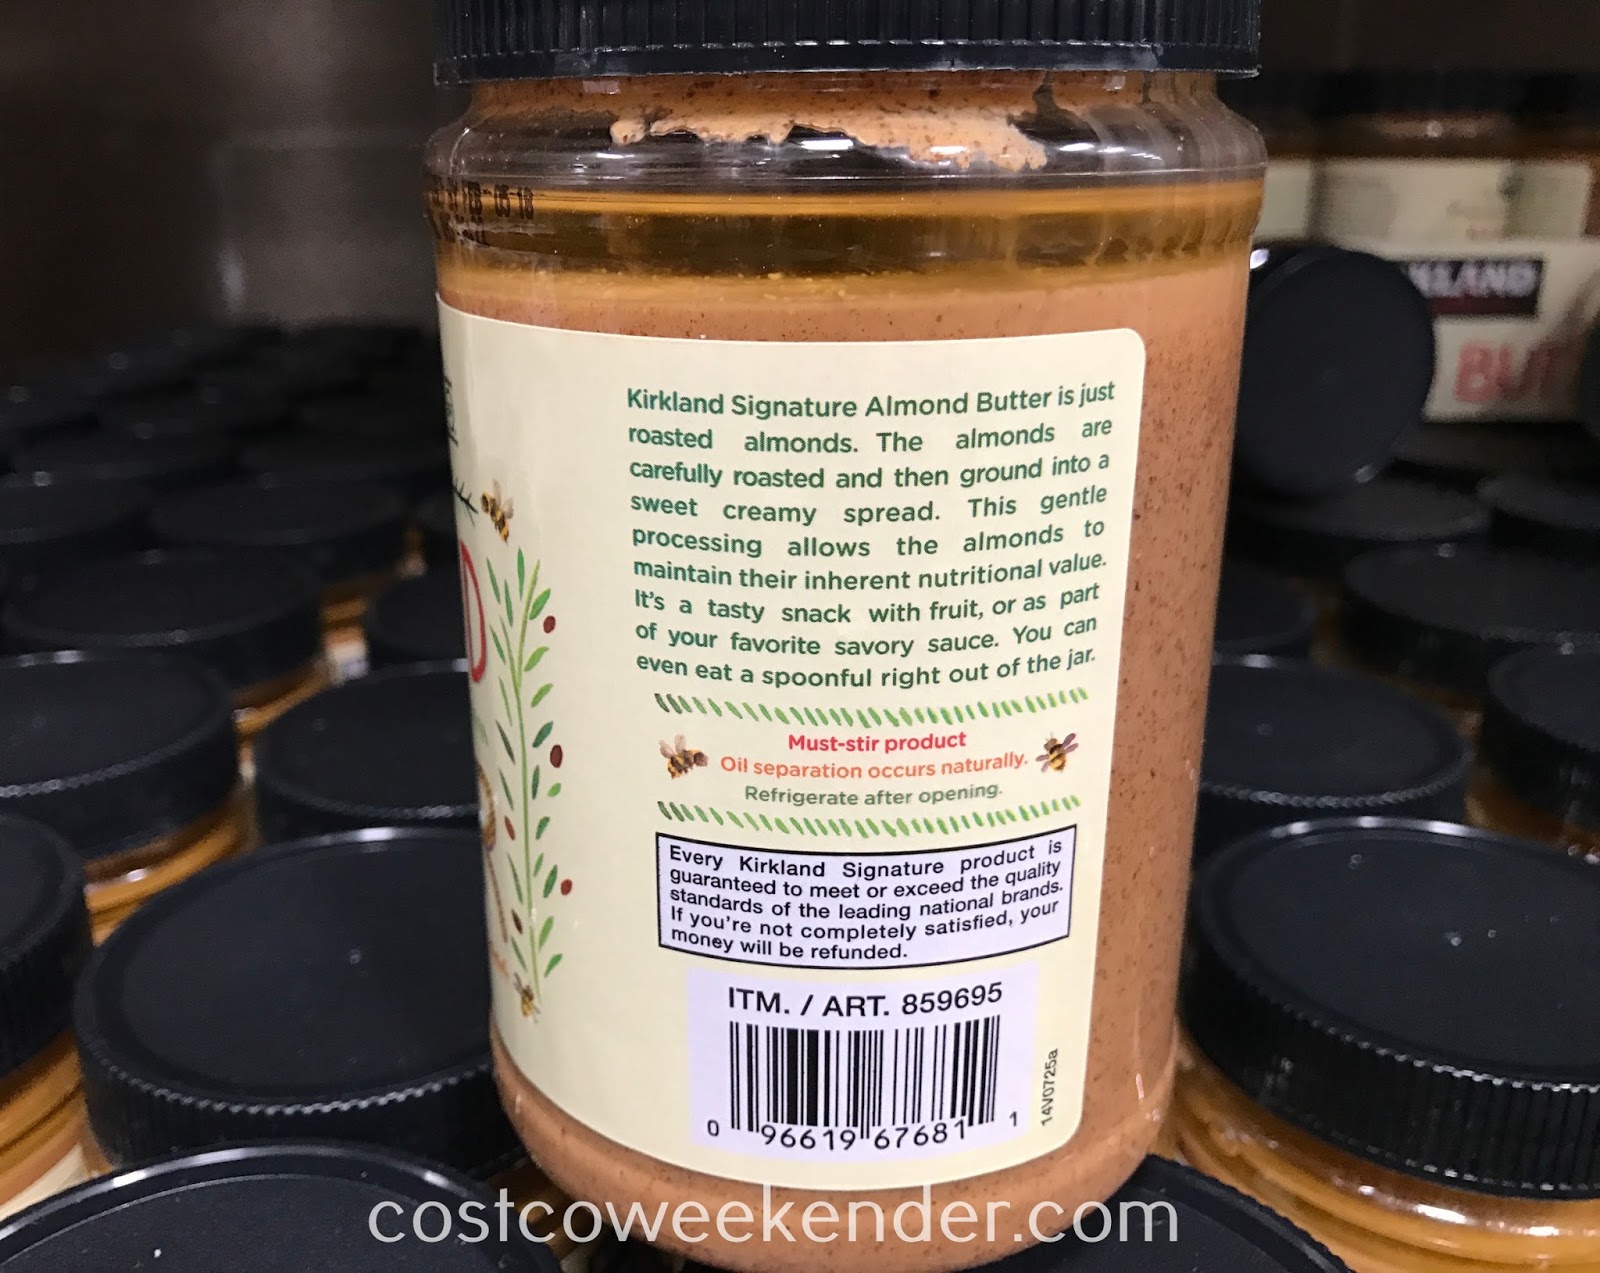 BY FEB-05-18
Kirkland Signature Almond Butter is just
roasted almonds. The almonds are
carefully roasted and then ground into a
sweet creamy spread. This gentle
processing allows the almonds to
maintain their inherent nutritional value.
It's a tasty snack with fruit, or as part
of your favorite savory sauce. You can
even eat a spoonful right out of the jar.
Must-stir product
Oil separation occurs naturally.
Refrigerate after opening.
Every Kirkland Signature product is
guaranteed to meet or exceed the quality
standards of the leading national brands.
If you're not completely satisfied, your
money will be refunded.
ITM. / ART. 859695
0 96619 67681 1
14V0725a
costcoweekender.com